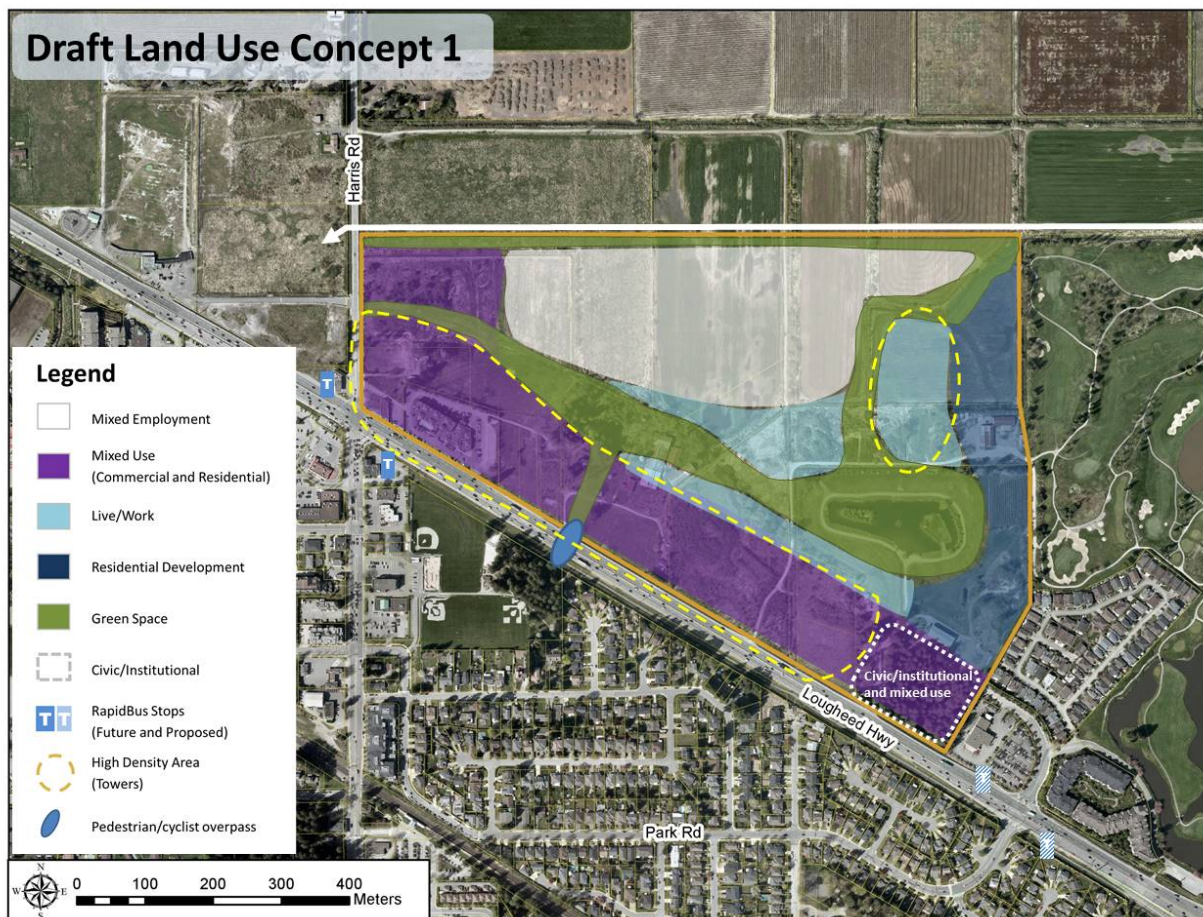 Draft Land Use Concept 1
Harris Rd
Legend
Mixed Employment
Mixed Use
(Commercial and Residential)
Live/Work
Residential Development
Green Space
Civic/Institutional
T T RapidBus Stops
(Future and Proposed)
High Density Area
(Towers)
Pedestrian/cyclist overpass
T
T
Civic/institutional
and mixed use
Lougheed Hwy
T
T
Park Rd
N
W E
S
0 100 200 300 400
Meters